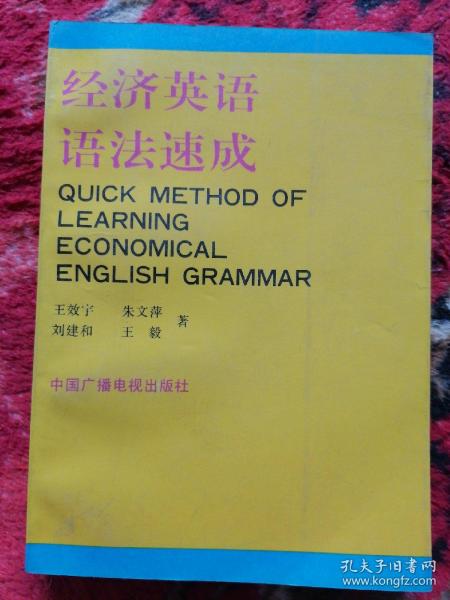 经济英语
语法速成
QUICK METHOD OF
LEARNING
ECONOMICAL
ENGLISH GRAMMAR
王效宇 朱文萍
刘建和 王毅 著
中国广播电视出版社
孔夫子旧书网
www.kongfz.com